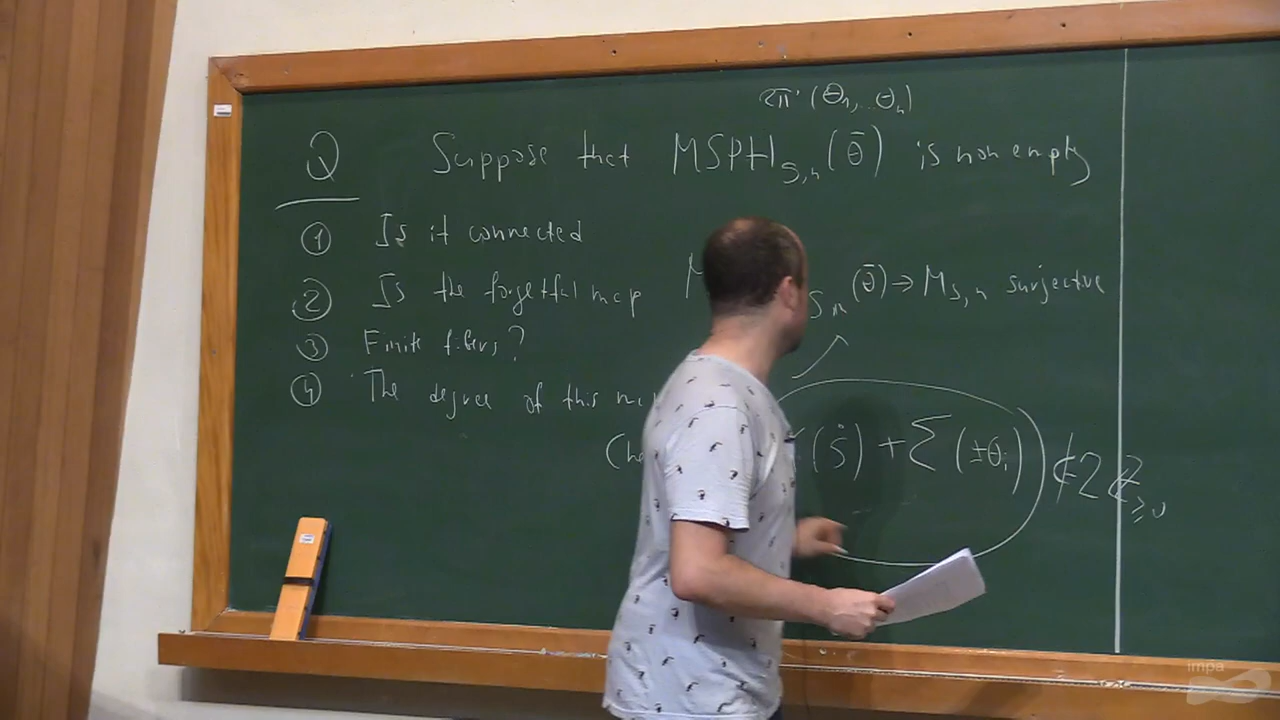 2π(θ₁,...θₙ)
Q Suppose that MSPH_{S,n}(θ̄) is non empty
① Is it connected
② Is the forgetful map M S,n (θ̄) → M_{S,n} surjective
③ Finite fibers?
④ The degree of this
(Ṡ) + Σ(±θᵢ)) ∉ 2ℤ_{≥0}
impa